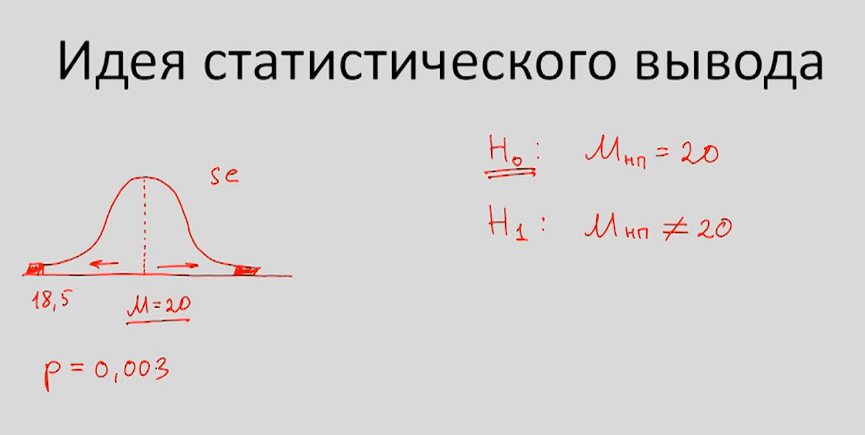 Идея статистического вывода
se
18,5
M=20
p = 0,003
H₀: Mнп = 20
H₁: Mнп ≠ 20